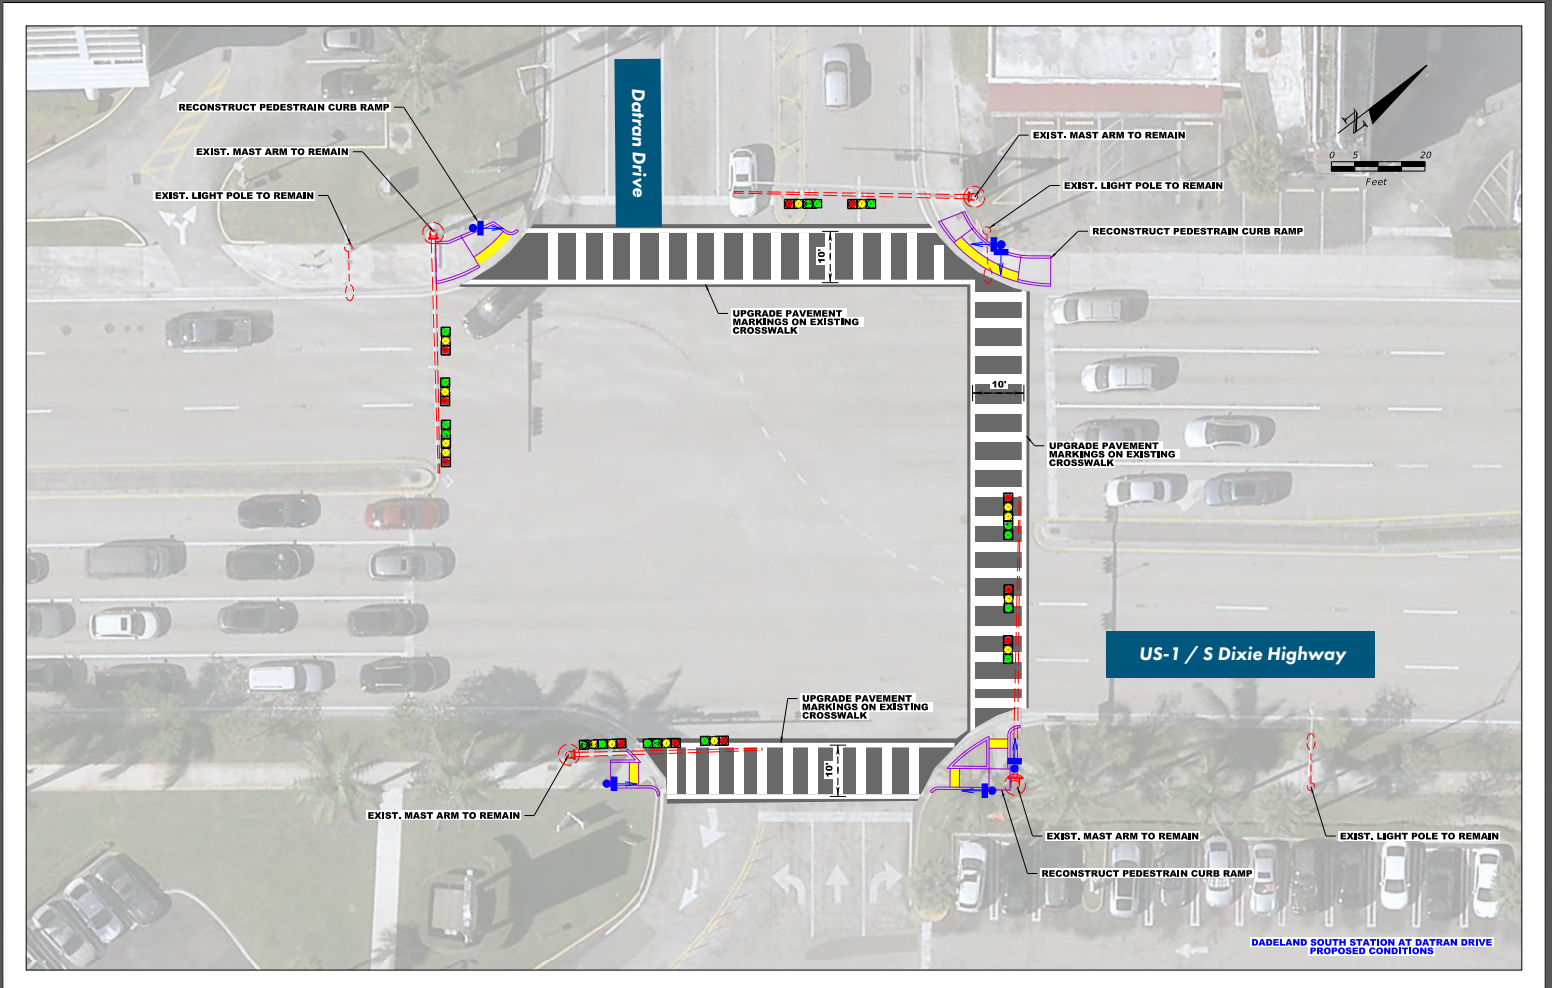 Datran Drive
RECONSTRUCT PEDESTRAIN CURB RAMP
EXIST. MAST ARM TO REMAIN
EXIST. LIGHT POLE TO REMAIN
EXIST. MAST ARM TO REMAIN
EXIST. LIGHT POLE TO REMAIN
RECONSTRUCT PEDESTRAIN CURB RAMP
0 5 20
Feet
10'
UPGRADE PAVEMENT
MARKINGS ON EXISTING
CROSSWALK
10'
UPGRADE PAVEMENT
MARKINGS ON EXISTING
CROSSWALK
US-1 / S Dixie Highway
UPGRADE PAVEMENT
MARKINGS ON EXISTING
CROSSWALK
10'
EXIST. MAST ARM TO REMAIN
EXIST. MAST ARM TO REMAIN
EXIST. LIGHT POLE TO REMAIN
RECONSTRUCT PEDESTRAIN CURB RAMP
DADELAND SOUTH STATION AT DATRAN DRIVE
PROPOSED CONDITIONS